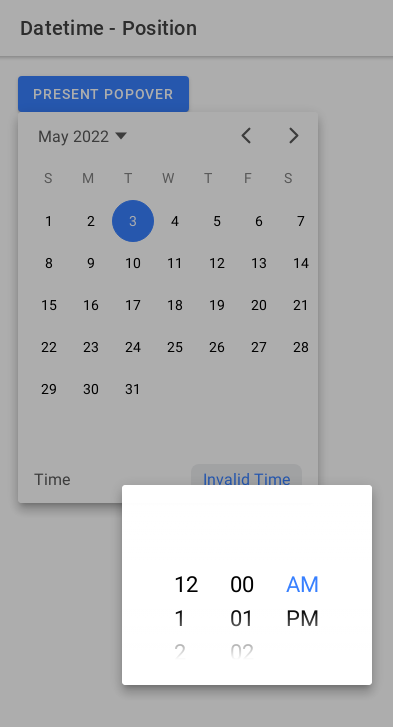 Datetime - Position
PRESENT POPOVER
May 2022
S M T W T F S
1 2 3 4 5 6 7
8 9 10 11 12 13 14
15 16 17 18 19 20 21
22 23 24 25 26 27 28
29 30 31
Time Invalid Time
12 00 AM
1 01 PM
2 02